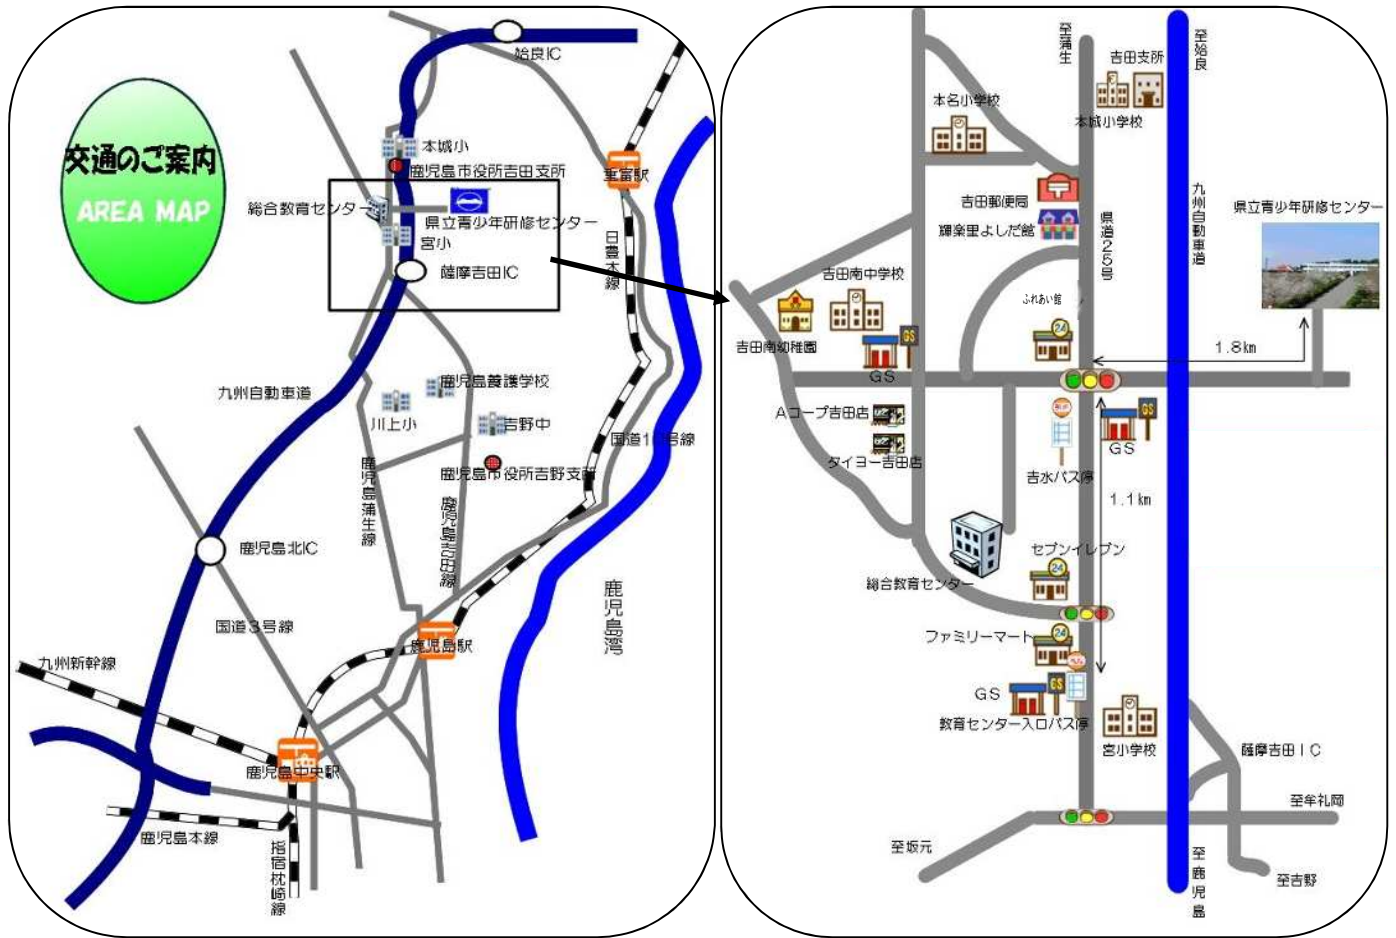 交通のご案内
AREA MAP
姶良IC
本城小
鹿児島市役所吉田支所
重富駅
総合教育センター
県立青少年研修センター
宮小
薩摩吉田IC
日豊本線
九州自動車道
鹿児島養護学校
川上小
吉野中
国道10号線
鹿児島市役所吉野支所
鹿児島蒲生線
鹿児島吉田線
鹿児島北IC
国道3号線
鹿児島湾
鹿児島駅
九州新幹線
鹿児島中央駅
鹿児島本線
指宿枕崎線
至蒲生
吉田支所
至姶良
本名小学校
本城小学校
吉田郵便局
輝楽里よしだ館
県道25号
九州自動車道
県立青少年研修センター
吉田南中学校
ふれあい館
24
吉田南幼稚園
GS
GS
1.8km
Aコープ吉田店
タイヨー吉田店
GS
GS
吉水バス停
1.1km
セブンイレブン
24
総合教育センター
ファミリーマート
24
GS
GS
教育センター入口バス停
宮小学校
薩摩吉田IC
至牟礼岡
至坂元
至鹿児島
至吉野